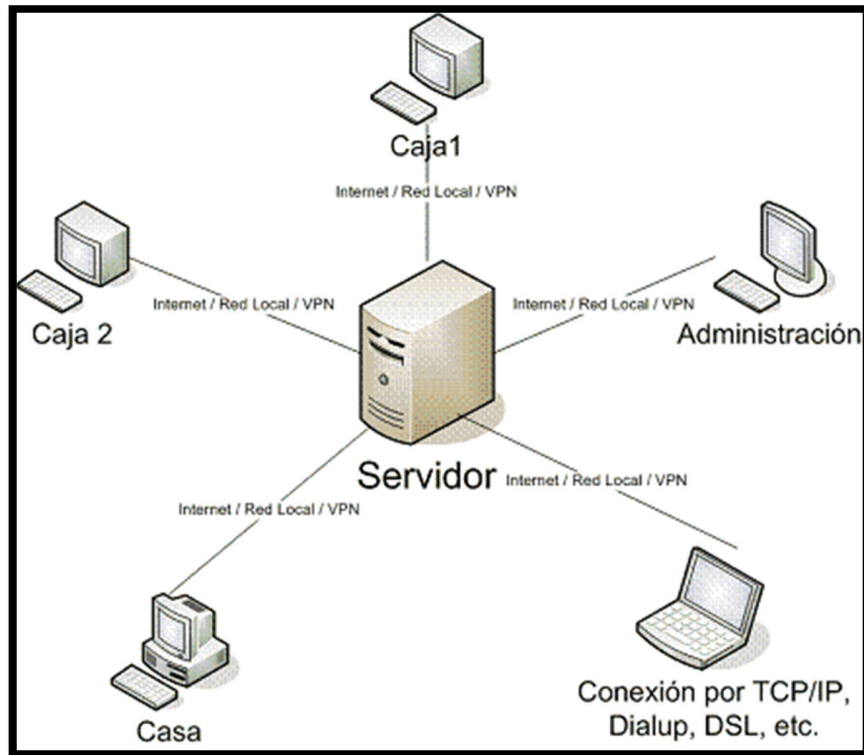 Caja1
Internet / Red Local / VPN
Caja 2
Internet / Red Local / VPN
Internet / Red Local / VPN
Administración
Servidor
Internet / Red Local / VPN
Internet / Red Local / VPN
Casa
Conexión por TCP/IP,
Dialup, DSL, etc.